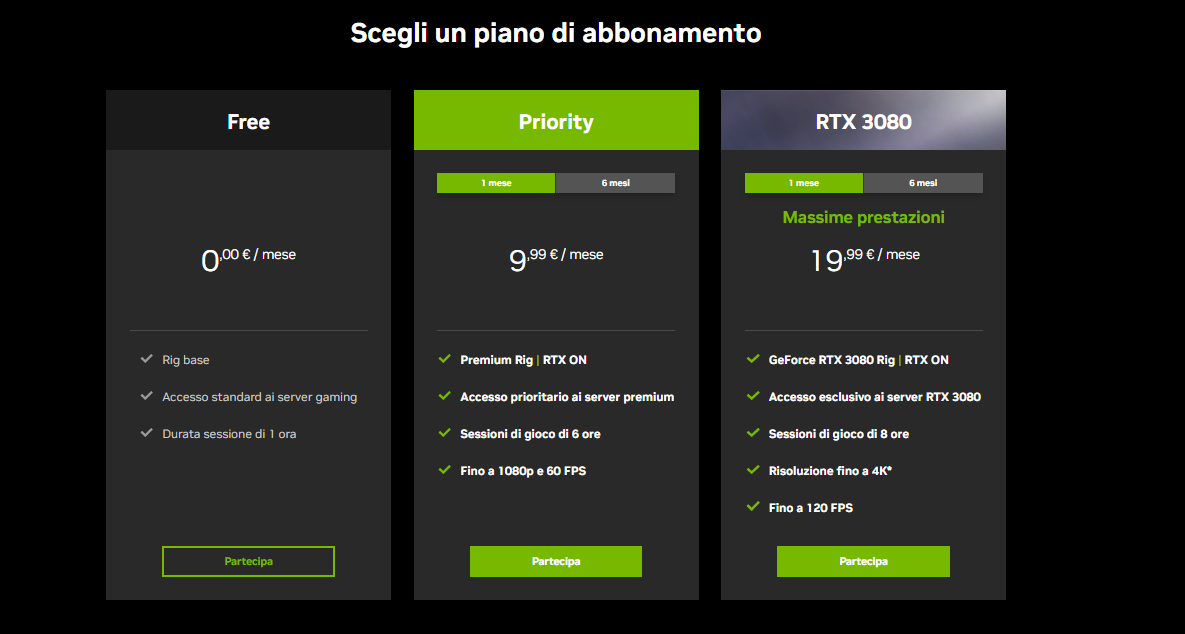 Scegli un piano di abbonamento
Free
0,00 € / mese
Rig base
Accesso standard ai server gaming
Durata sessione di 1 ora
Partecipa
Priority
1 mese
6 mesi
9,99 € / mese
Premium Rig | RTX ON
Accesso prioritario ai server premium
Sessioni di gioco di 6 ore
Fino a 1080p e 60 FPS
Partecipa
RTX 3080
1 mese
6 mesi
Massime prestazioni
19,99 € / mese
GeForce RTX 3080 Rig | RTX ON
Accesso esclusivo ai server RTX 3080
Sessioni di gioco di 8 ore
Risoluzione fino a 4K*
Fino a 120 FPS
Partecipa